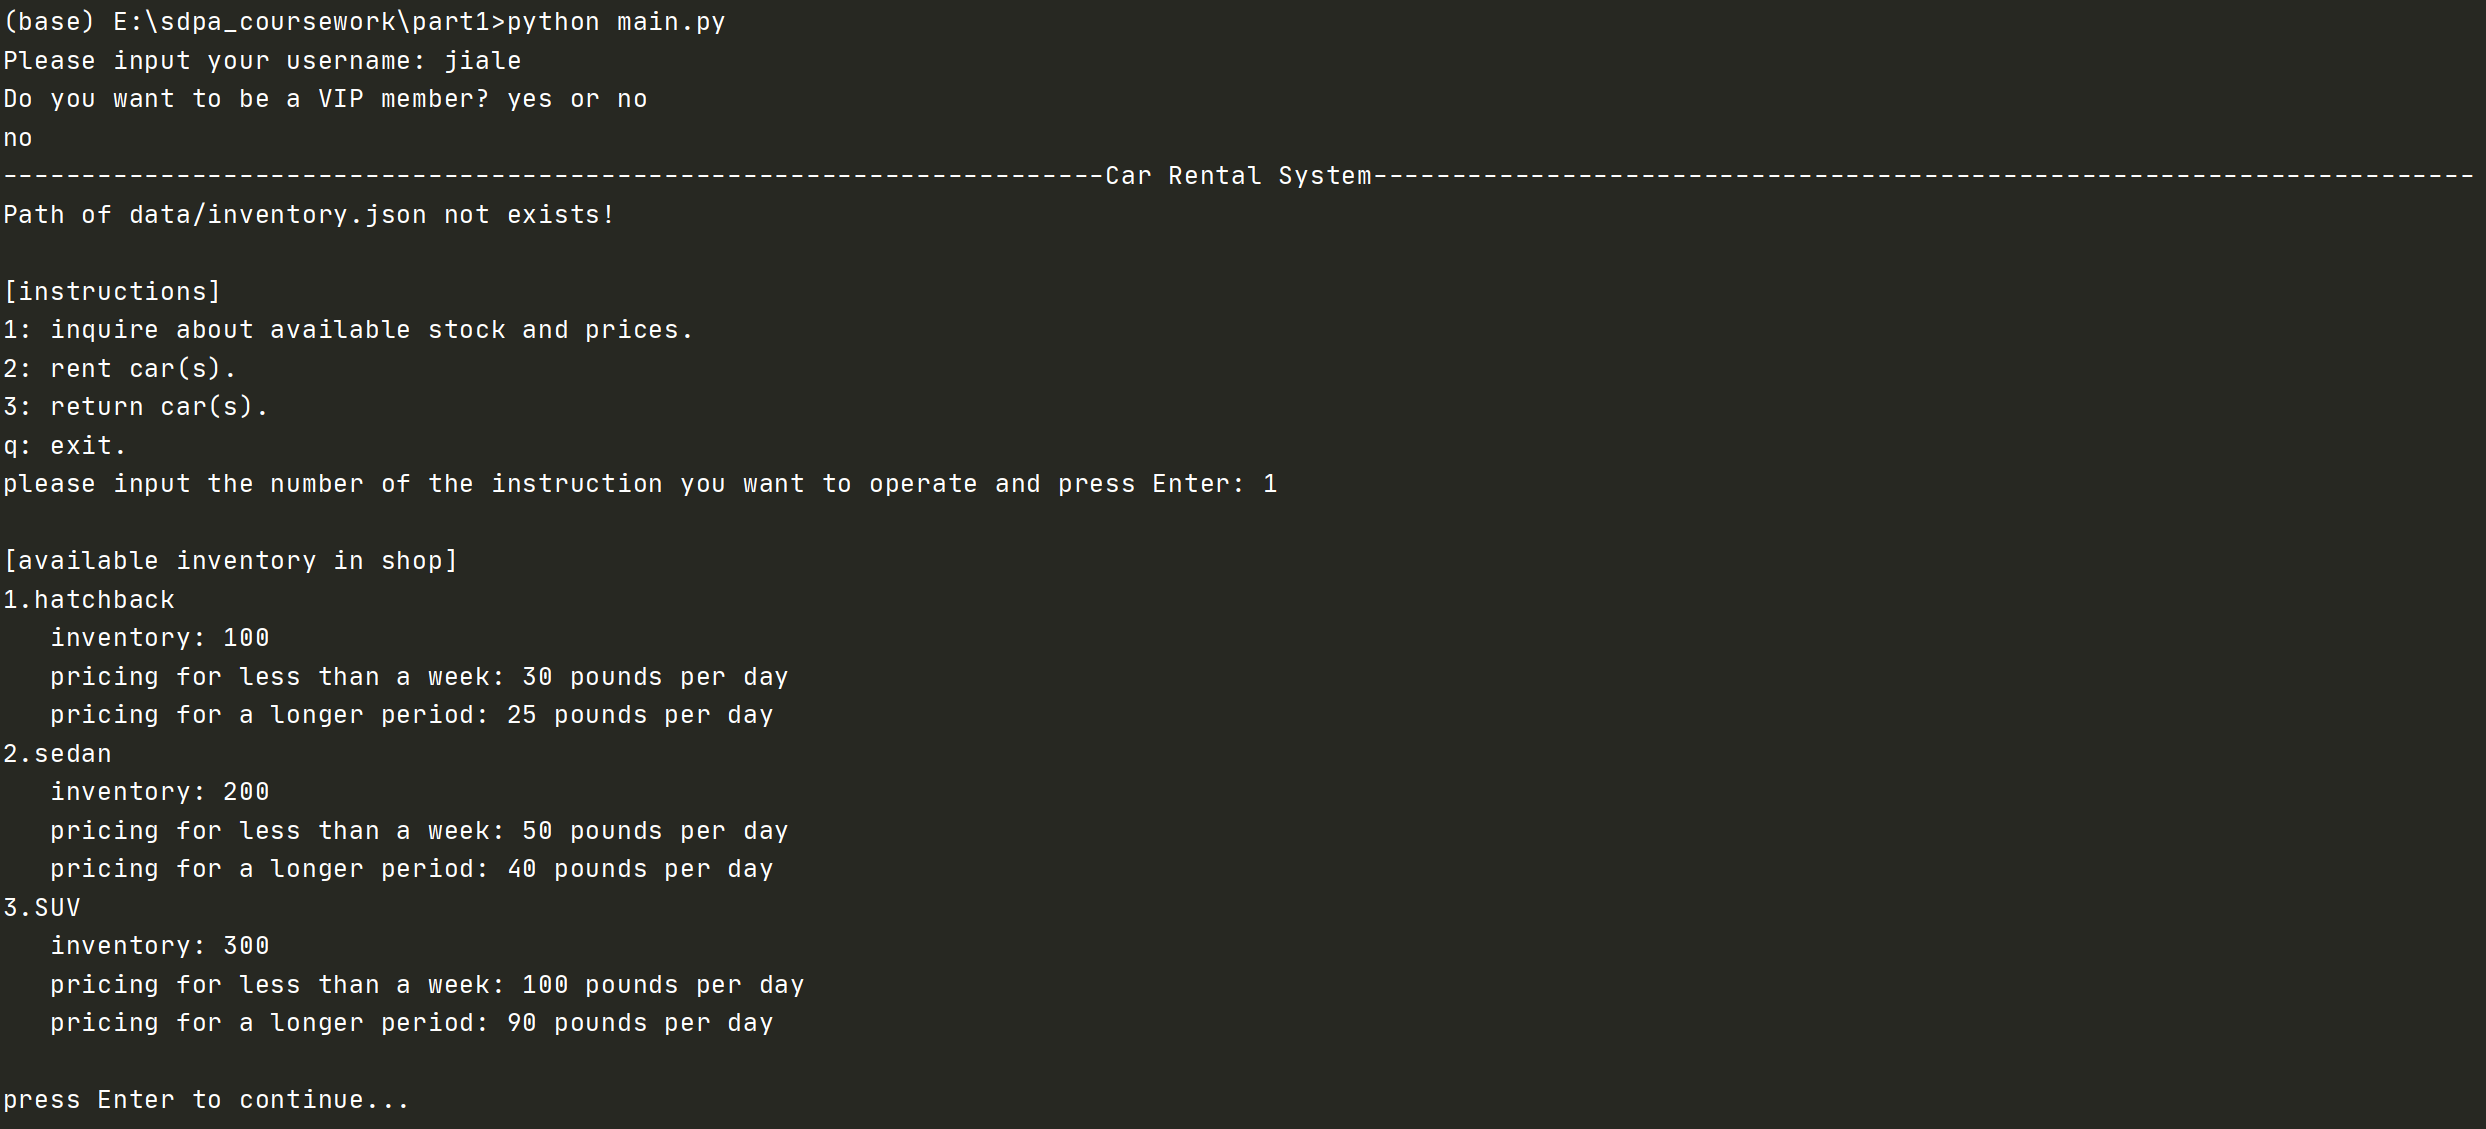 (base) E:\sdpa_coursework\part1>python main.py
Please input your username: jiale
Do you want to be a VIP member? yes or no
no
----------------------------------------------------------------------Car Rental System----------------------------------------------------------------------
Path of data/inventory.json not exists!

[instructions]
1: inquire about available stock and prices.
2: rent car(s).
3: return car(s).
q: exit.
please input the number of the instruction you want to operate and press Enter: 1

[available inventory in shop]
1.hatchback
   inventory: 100
   pricing for less than a week: 30 pounds per day
   pricing for a longer period: 25 pounds per day
2.sedan
   inventory: 200
   pricing for less than a week: 50 pounds per day
   pricing for a longer period: 40 pounds per day
3.SUV
   inventory: 300
   pricing for less than a week: 100 pounds per day
   pricing for a longer period: 90 pounds per day

press Enter to continue...